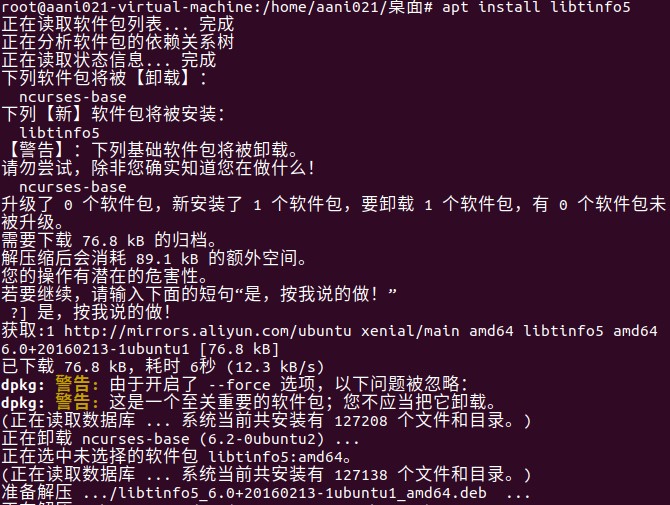 root@aani021-virtual-machine:/home/aani021/桌面# apt install libtinfo5
正在读取软件包列表... 完成
正在分析软件包的依赖关系树
正在读取状态信息... 完成
下列软件包将被【卸载】：
  ncurses-base
下列【新】软件包将被安装：
  libtinfo5
【警告】：下列基础软件包将被卸载。
请勿尝试，除非您确实知道您在做什么！
  ncurses-base
升级了 0 个软件包，新安装了 1 个软件包，要卸载 1 个软件包，有 0 个软件包未
被升级。
需要下载 76.8 kB 的归档。
解压缩后会消耗 89.1 kB 的额外空间。
您的操作有潜在的危害性。
若要继续，请输入下面的短句“是，按我说的做！”
 ?] 是，按我说的做！
获取:1 http://mirrors.aliyun.com/ubuntu xenial/main amd64 libtinfo5 amd64
6.0+20160213-1ubuntu1 [76.8 kB]
已下载 76.8 kB，耗时 6秒 (12.3 kB/s)
dpkg: 警告: 由于开启了 --force 选项，以下问题被忽略：
dpkg: 警告: 这是一个至关重要的软件包；您不应当把它卸载。
(正在读取数据库 ... 系统当前共安装有 127208 个文件和目录。)
正在卸载 ncurses-base (6.2-0ubuntu2) ...
正在选中未选择的软件包 libtinfo5:amd64。
(正在读取数据库 ... 系统当前共安装有 127138 个文件和目录。)
准备解压 .../libtinfo5_6.0+20160213-1ubuntu1_amd64.deb  ...